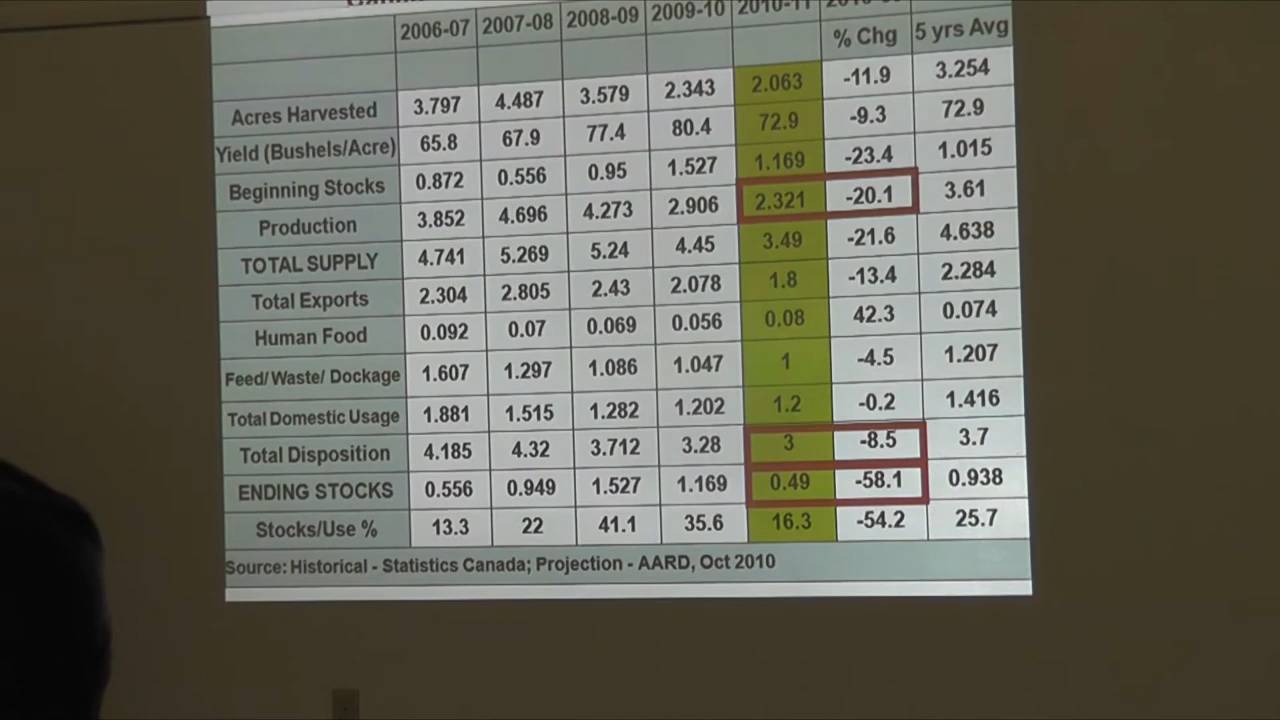 2006-07 2007-08 2008-09 2009-10 2010-11
% Chg 5 yrs Avg
Acres Harvested 3.797 4.487 3.579 2.343 2.063 -11.9 3.254
Yield (Bushels/Acre) 65.8 67.9 77.4 80.4 72.9 -9.3 72.9
Beginning Stocks 0.872 0.556 0.95 1.527 1.169 -23.4 1.015
Production 3.852 4.696 4.273 2.906 2.321 -20.1 3.61
TOTAL SUPPLY 4.741 5.269 5.24 4.45 3.49 -21.6 4.638
Total Exports 2.304 2.805 2.43 2.078 1.8 -13.4 2.284
Human Food 0.092 0.07 0.069 0.056 0.08 42.3 0.074
Feed/ Waste/ Dockage 1.607 1.297 1.086 1.047 1 -4.5 1.207
Total Domestic Usage 1.881 1.515 1.282 1.202 1.2 -0.2 1.416
Total Disposition 4.185 4.32 3.712 3.28 3 -8.5 3.7
ENDING STOCKS 0.556 0.949 1.527 1.169 0.49 -58.1 0.938
Stocks/Use % 13.3 22 41.1 35.6 16.3 -54.2 25.7
Source: Historical - Statistics Canada; Projection - AARD, Oct 2010